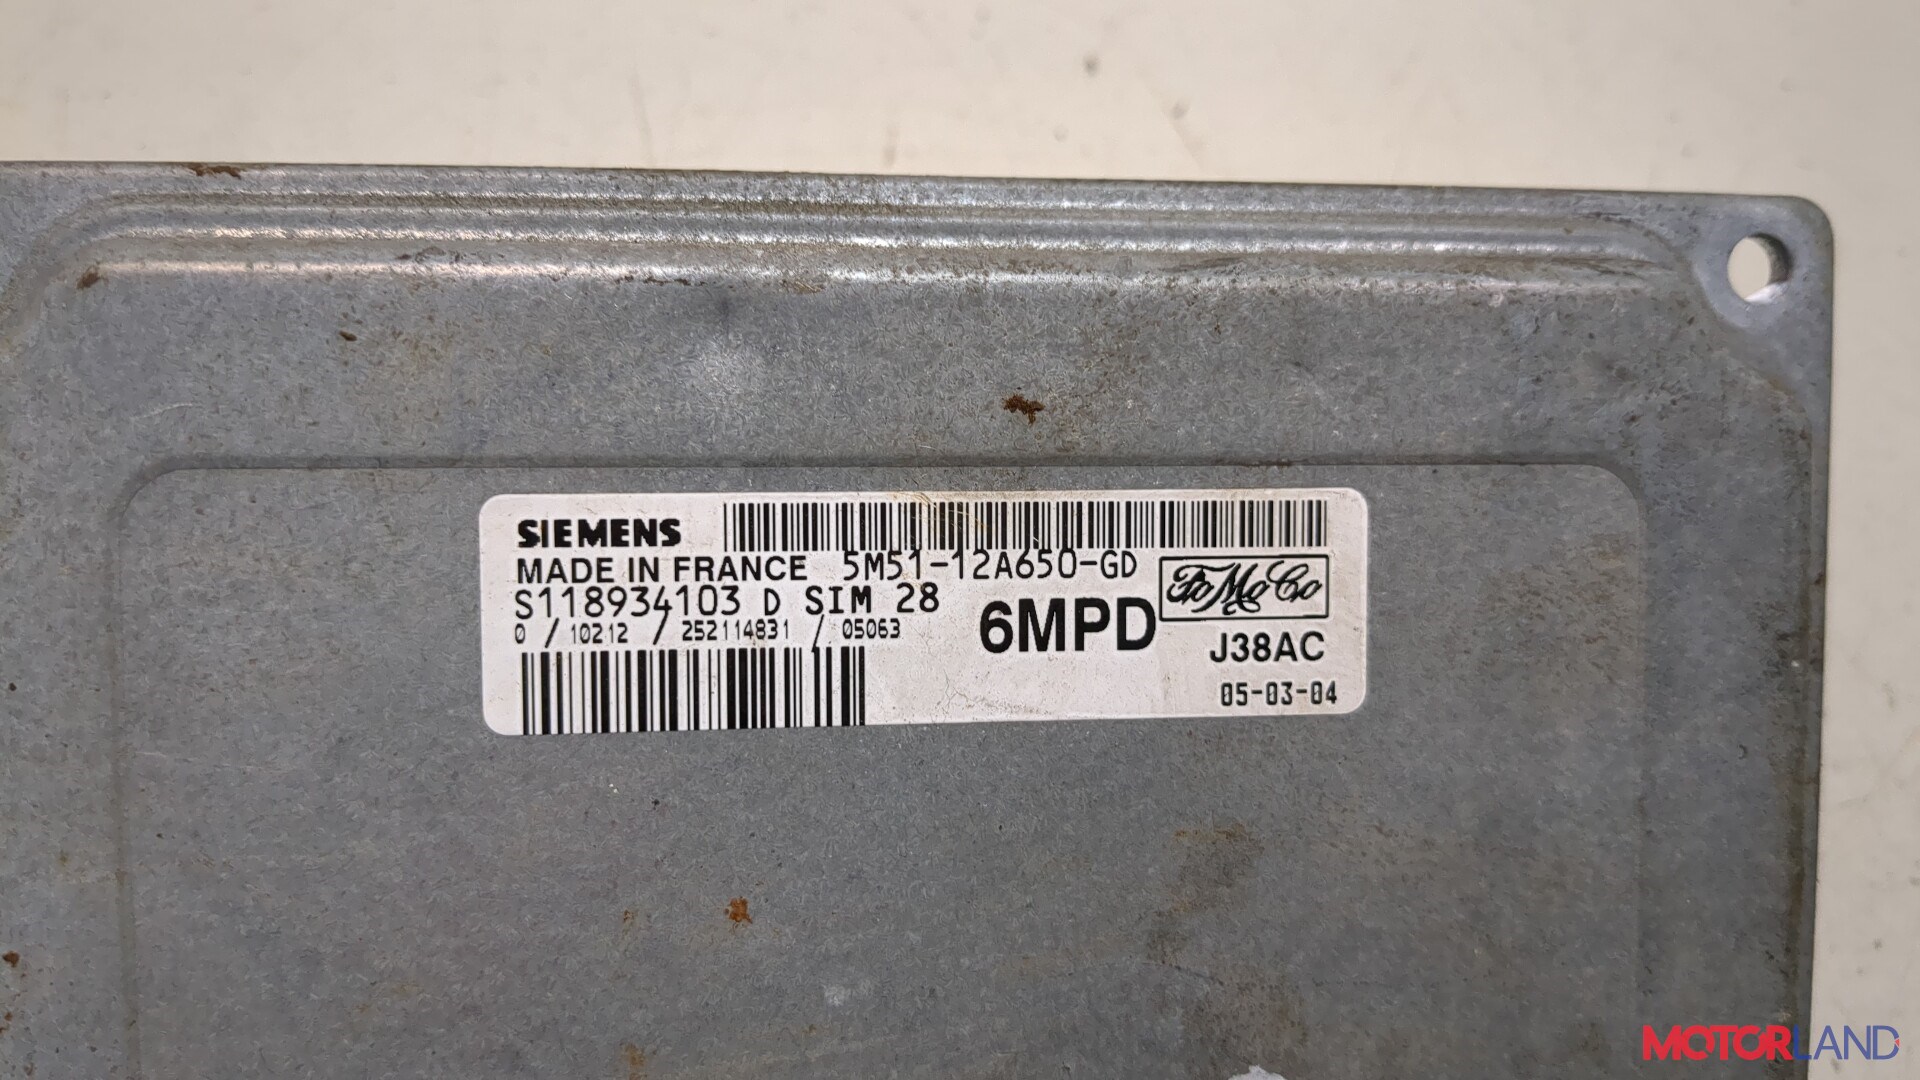 SIEMENS
MADE IN FRANCE 5M51-12A650-GD
S118934103 D SIM 28
0 / 10212 / 252114831 / 05063
6MPD
FoMoCo
J38AC
05-03-04
MOTORLAND